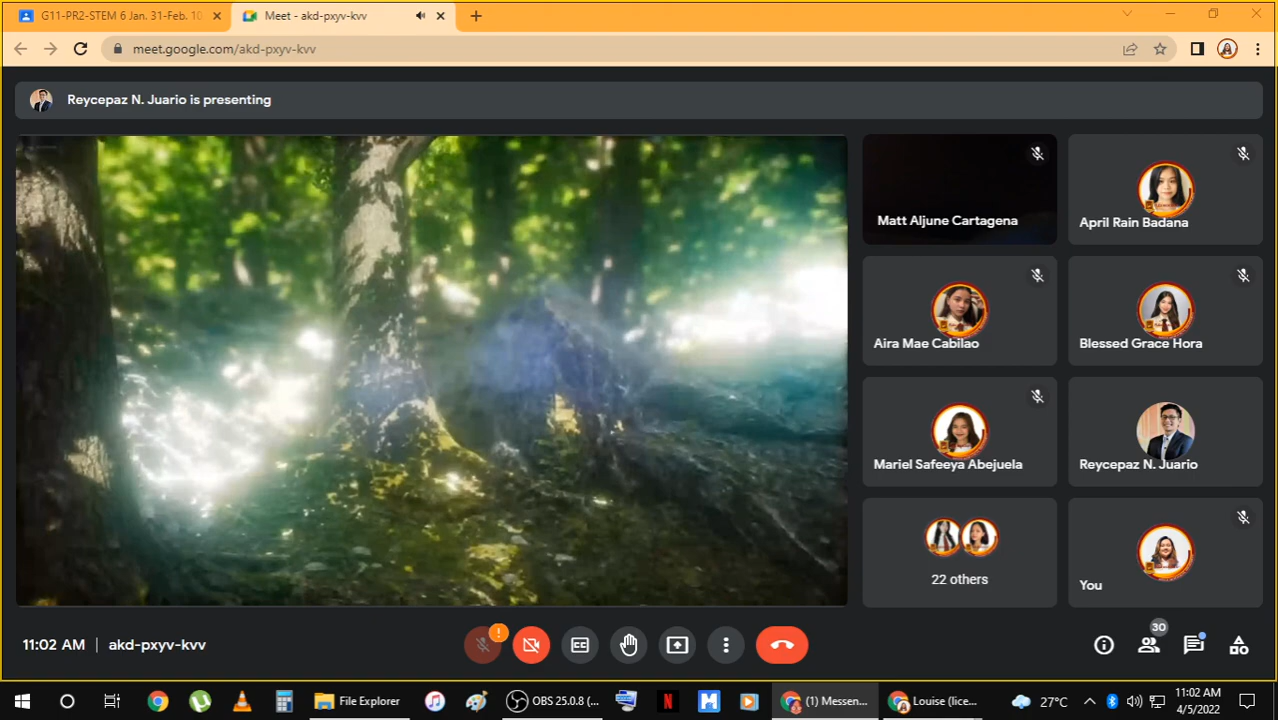 G11-PR2-STEM 6 Jan. 31-Feb. 10
Meet - akd-pxyv-kvv
meet.google.com/akd-pxyv-kvv
Reycepaz N. Juario is presenting
Matt Aljune Cartagena
April Rain Badana
Aira Mae Cabilao
Blessed Grace Hora
Mariel Safeeya Abejuela
Reycepaz N. Juario
22 others
You
11:02 AM | akd-pxyv-kvv
CC
30
File Explorer
OBS 25.0.8 (...
(1) Messen...
Louise (lice...
27°C
11:02 AM
4/5/2022